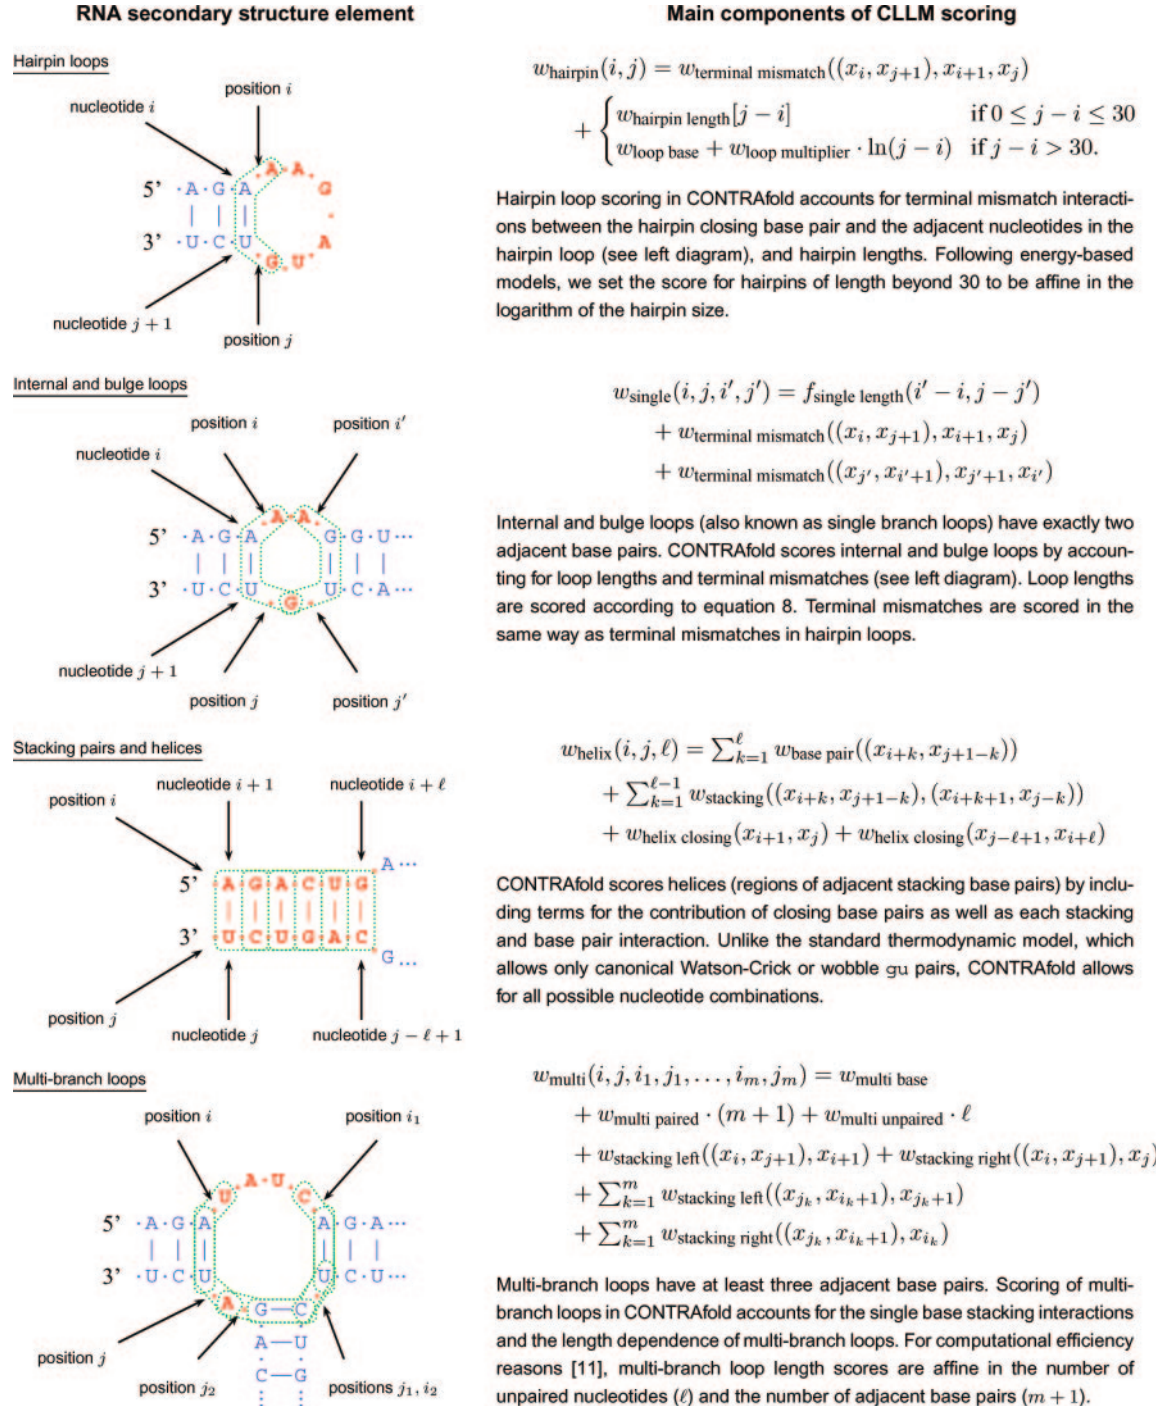 RNA secondary structure element
Main components of CLLM scoring
Hairpin loops
position i
nucleotide i
5' ·A·G·A·A·A·G·A·U·G·
3' ·U·C·U
nucleotide j + 1
position j
w_hairpin(i, j) = w_terminal mismatch((x_i, x_{j+1}), x_{i+1}, x_j)
+ { w_hairpin length[j − i] if 0 ≤ j − i ≤ 30
w_loop base + w_loop multiplier · ln(j − i) if j − i > 30.
Hairpin loop scoring in CONTRAfold accounts for terminal mismatch interacti-
ons between the hairpin closing base pair and the adjacent nucleotides in the
hairpin loop (see left diagram), and hairpin lengths. Following energy-based
models, we set the score for hairpins of length beyond 30 to be affine in the
logarithm of the hairpin size.
Internal and bulge loops
position i
position i′
nucleotide i
5' ·A·G·A·A·A·G·G·U···
3' ·U·C·U·G·U·C·A···
nucleotide j + 1
position j
position j′
w_single(i, j, i′, j′) = f_single length(i′ − i, j − j′)
+ w_terminal mismatch((x_i, x_{j+1}), x_{i+1}, x_j)
+ w_terminal mismatch((x_{j′}, x_{i′+1}), x_{j′+1}, x_{i′})
Internal and bulge loops (also known as single branch loops) have exactly two
adjacent base pairs. CONTRAfold scores internal and bulge loops by accoun-
ting for loop lengths and terminal mismatches (see left diagram). Loop lengths
are scored according to equation 8. Terminal mismatches are scored in the
same way as terminal mismatches in hairpin loops.
Stacking pairs and helices
nucleotide i + 1
nucleotide i + ℓ
position i
5' ·A·G·A·C·U·G·A···
3' ·U·C·U·G·A·C·G···
position j
nucleotide j
nucleotide j − ℓ + 1
w_helix(i, j, ℓ) = ∑_{k=1}^{ℓ} w_base pair((x_{i+k}, x_{j+1−k}))
+ ∑_{k=1}^{ℓ−1} w_stacking((x_{i+k}, x_{j+1−k}), (x_{i+k+1}, x_{j−k}))
+ w_helix closing(x_{i+1}, x_j) + w_helix closing(x_{j−ℓ+1}, x_{i+ℓ})
CONTRAfold scores helices (regions of adjacent stacking base pairs) by inclu-
ding terms for the contribution of closing base pairs as well as each stacking
and base pair interaction. Unlike the standard thermodynamic model, which
allows only canonical Watson-Crick or wobble gu pairs, CONTRAfold allows
for all possible nucleotide combinations.
Multi-branch loops
position i
position i_1
5' ·A·G·A·U·A·U·C·A·G·A···
3' ·U·C·U·A·G—C·U·C·U···
A—U
C—G
position j
position j_2
positions j_1, i_2
w_multi(i, j, i_1, j_1, . . . , i_m, j_m) = w_multi base
+ w_multi paired · (m + 1) + w_multi unpaired · ℓ
+ w_stacking left((x_i, x_{j+1}), x_{i+1}) + w_stacking right((x_i, x_{j+1}), x_j)
+ ∑_{k=1}^{m} w_stacking left((x_{j_k}, x_{i_k+1}), x_{j_k+1})
+ ∑_{k=1}^{m} w_stacking right((x_{j_k}, x_{i_k+1}), x_{i_k})
Multi-branch loops have at least three adjacent base pairs. Scoring of multi-
branch loops in CONTRAfold accounts for the single base stacking interactions
and the length dependence of multi-branch loops. For computational efficiency
reasons [11], multi-branch loop length scores are affine in the number of
unpaired nucleotides (ℓ) and the number of adjacent base pairs (m + 1).